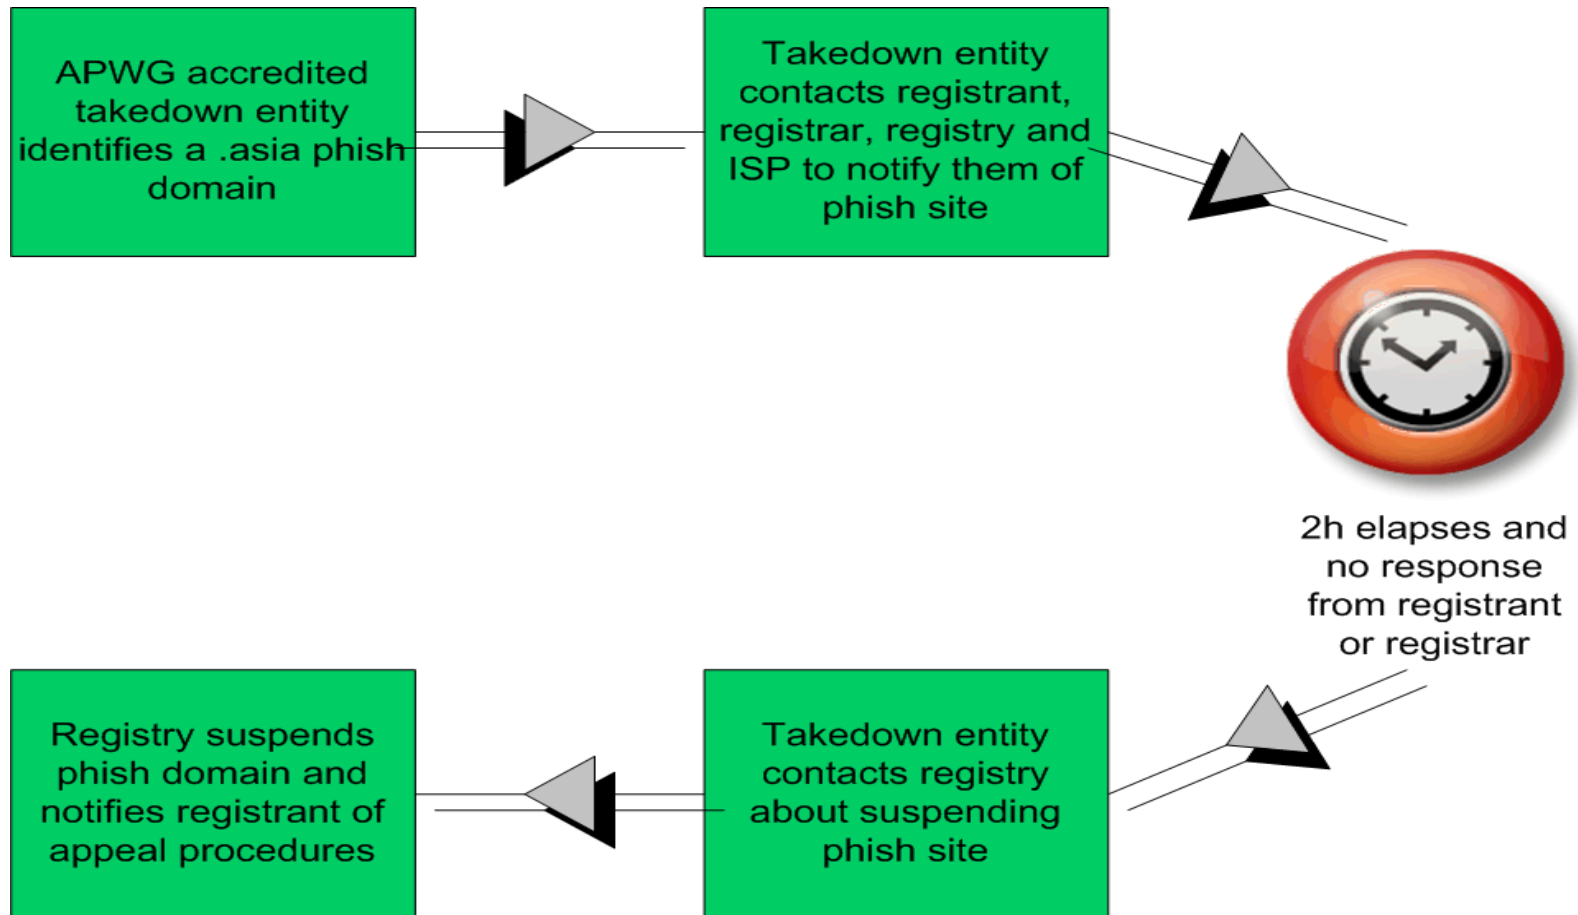 APWG accredited
takedown entity
identifies a .asia phish
domain
Takedown entity
contacts registrant,
registrar, registry and
ISP to notify them of
phish site
2h elapses and
no response
from registrant
or registrar
Takedown entity
contacts registry
about suspending
phish site
Registry suspends
phish domain and
notifies registrant of
appeal procedures